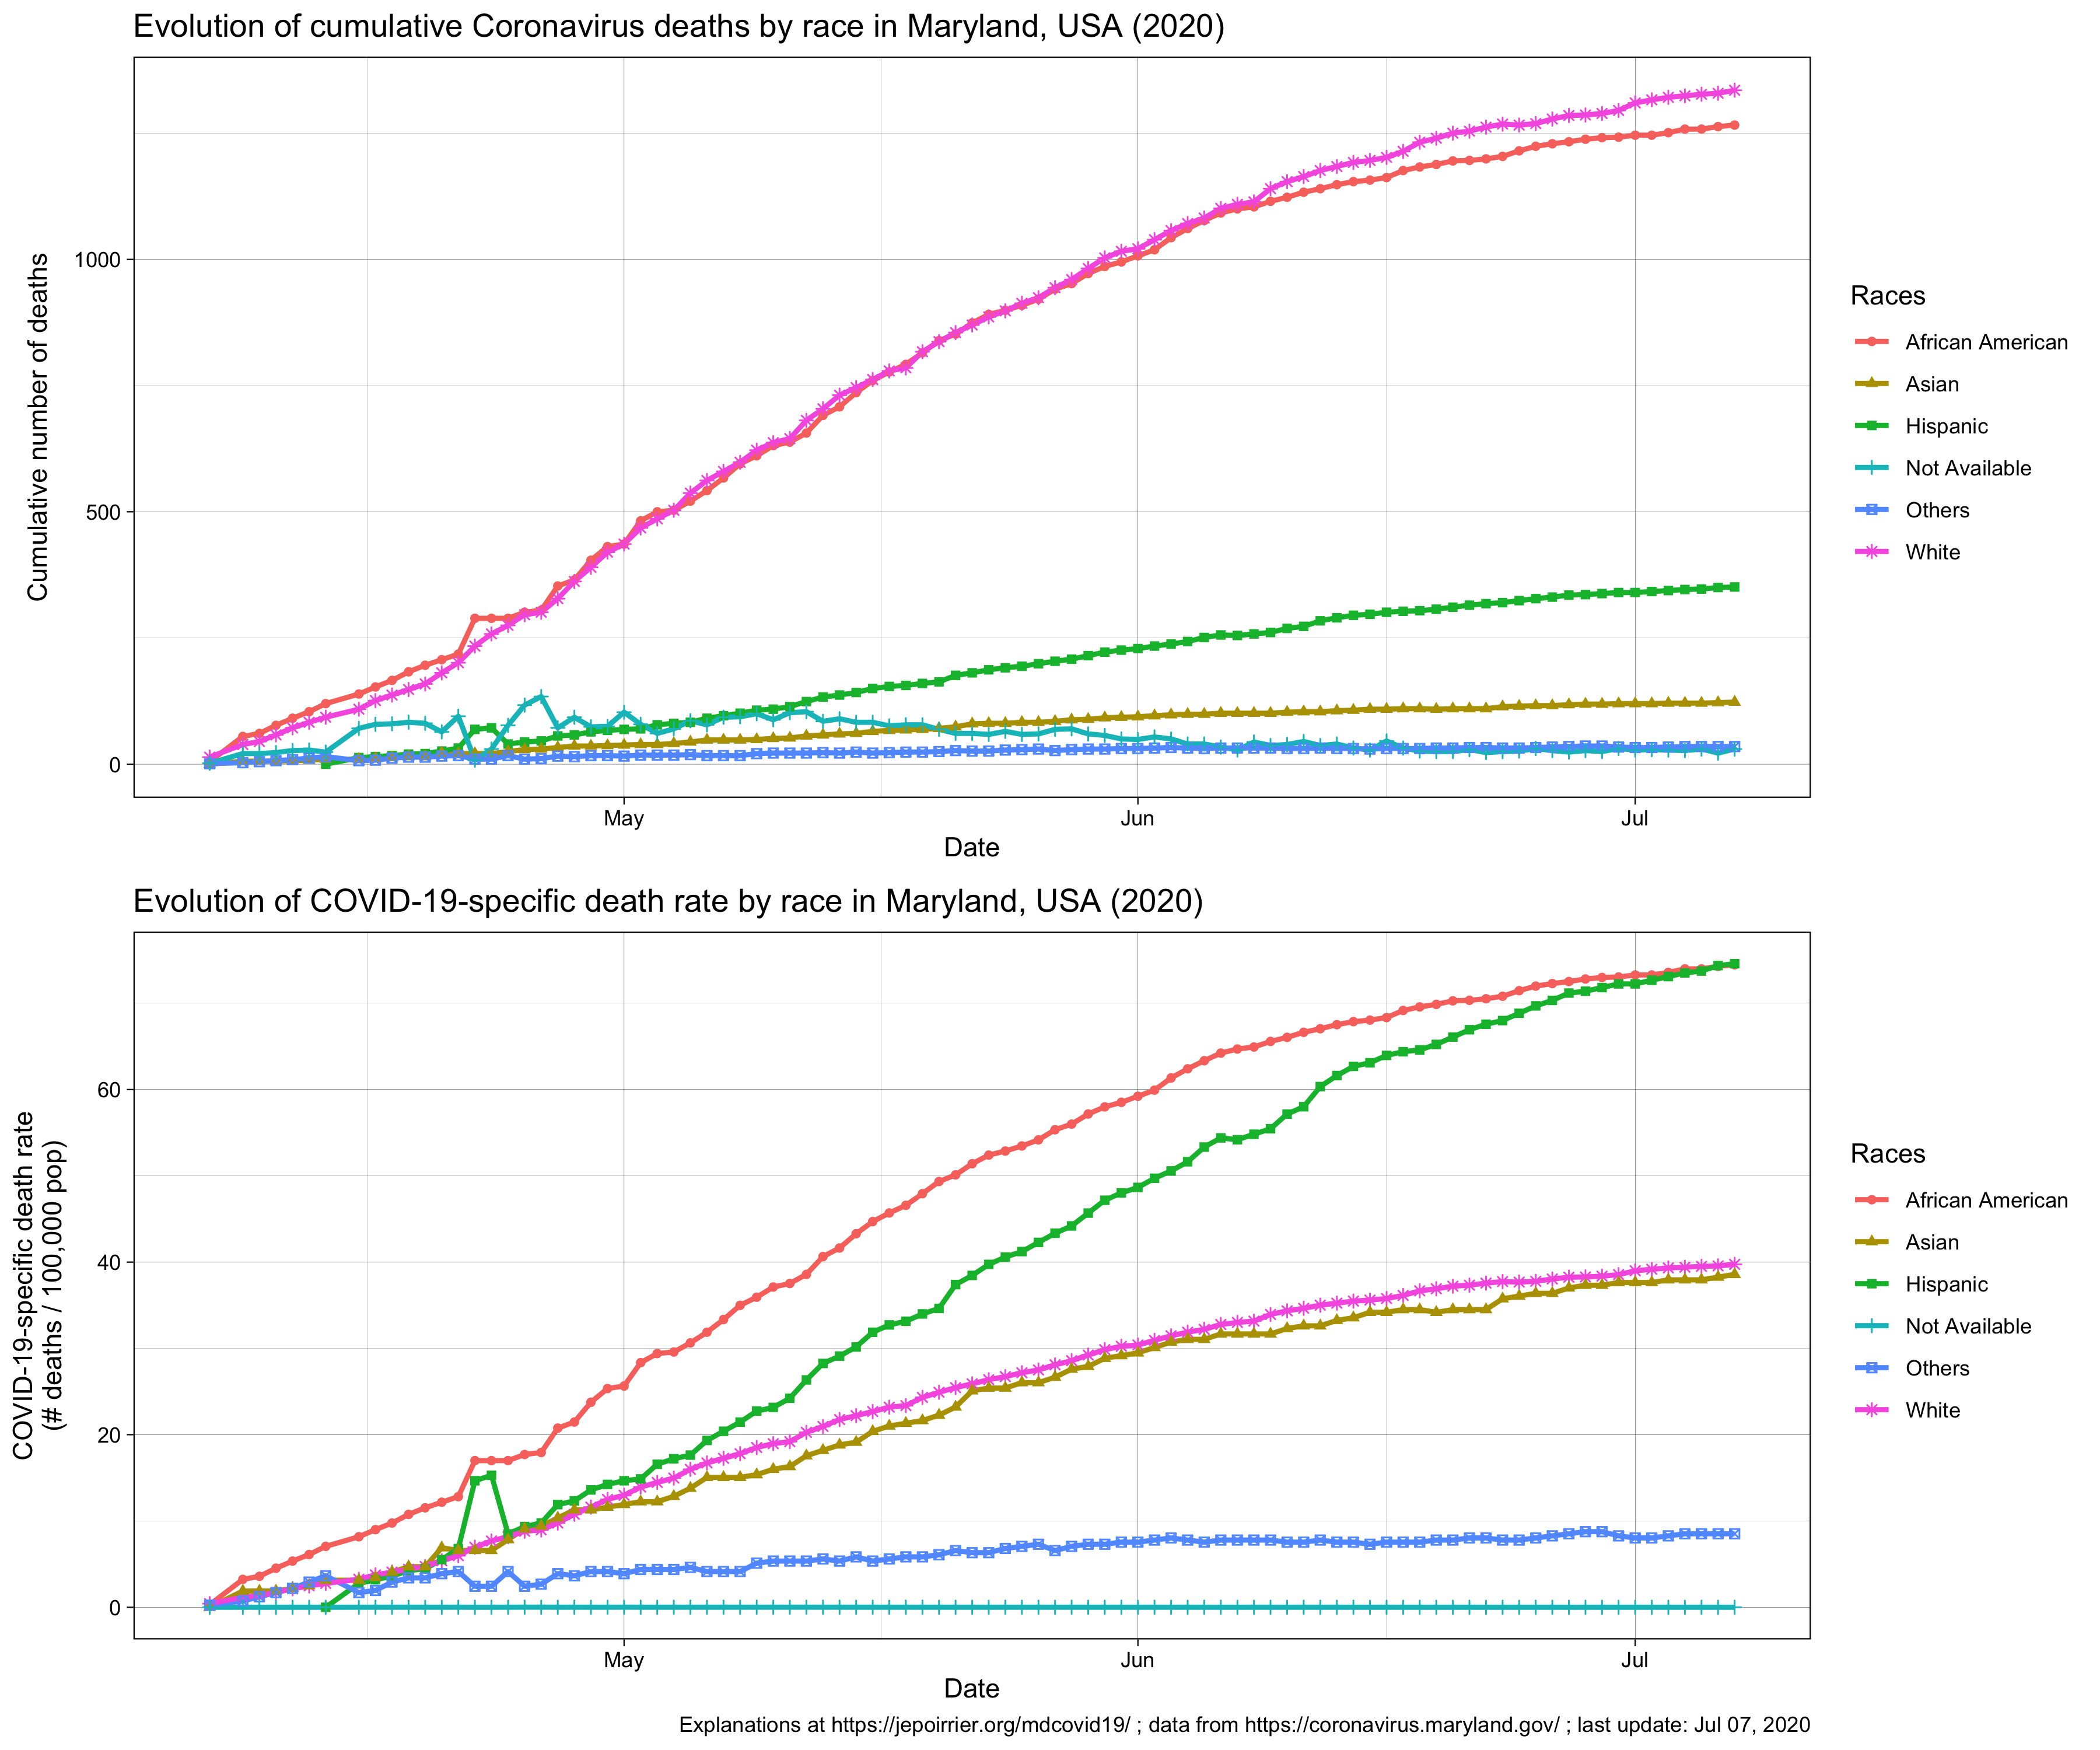 Evolution of cumulative Coronavirus deaths by race in Maryland, USA (2020)
Cumulative number of deaths
1000
500
0
May
Jun
Jul
Date
Races
African American
Asian
Hispanic
Not Available
Others
White
Evolution of COVID-19-specific death rate by race in Maryland, USA (2020)
COVID-19-specific death rate
(# deaths / 100,000 pop)
60
40
20
0
May
Jun
Jul
Date
Races
African American
Asian
Hispanic
Not Available
Others
White
Explanations at https://jepoirrier.org/mdcovid19/ ; data from https://coronavirus.maryland.gov/ ; last update: Jul 07, 2020